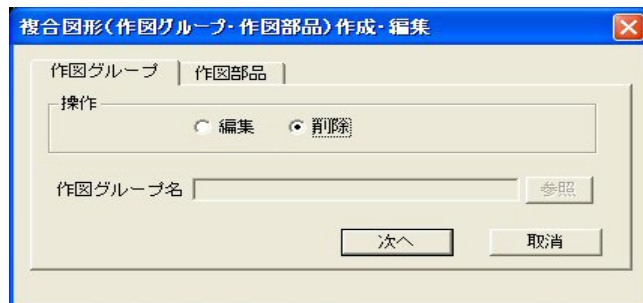 複合図形(作図グループ・作図部品)作成・編集
作図グループ 作図部品
操作
編集 削除
作図グループ名 参照
次へ 取消